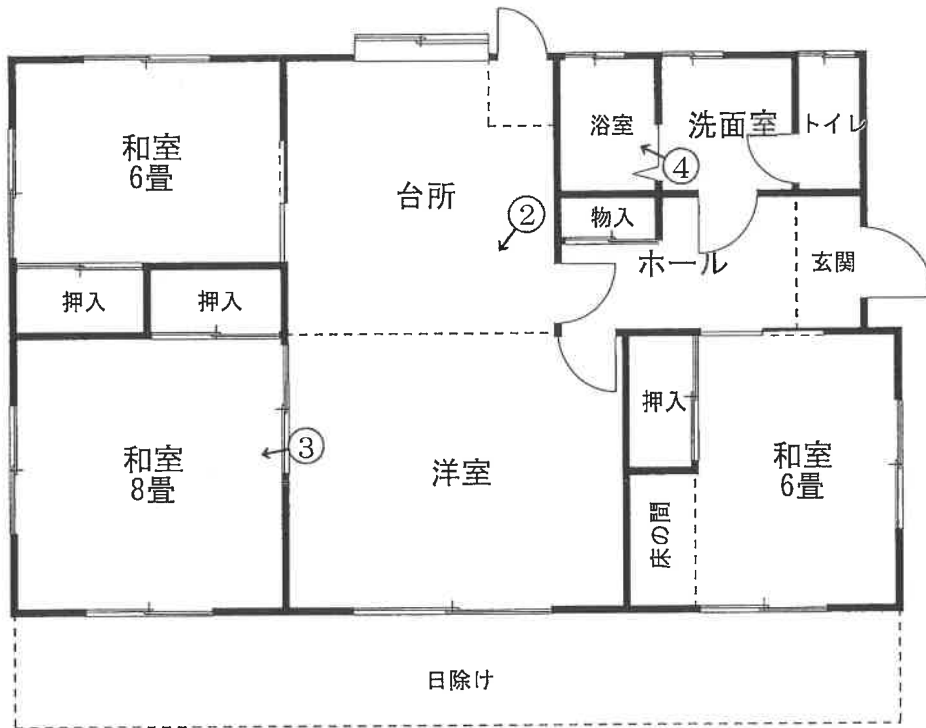 和室
6畳
台所
②
浴室
④
洗面室
トイレ
物入
ホール
玄関
押入
押入
和室
8畳
③
洋室
押入
床の間
和室
6畳
日除け